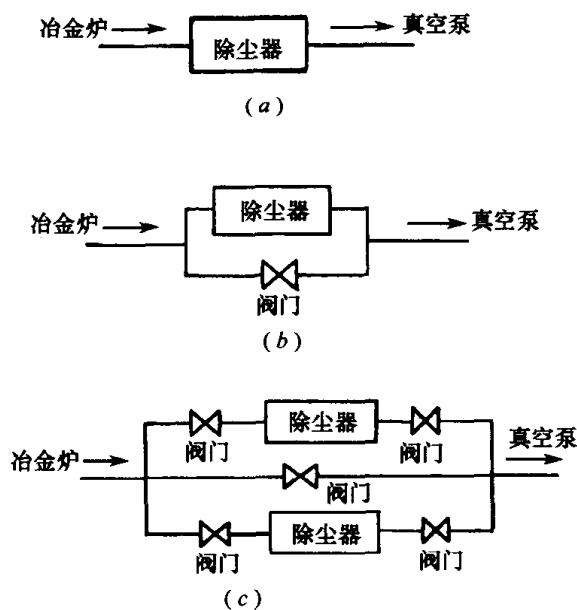 冶金炉 除尘器 真空泵
(a)
冶金炉 除尘器 真空泵
阀门
(b)
除尘器
阀门 阀门
冶金炉 真空泵
阀门
除尘器
阀门 阀门
(c)